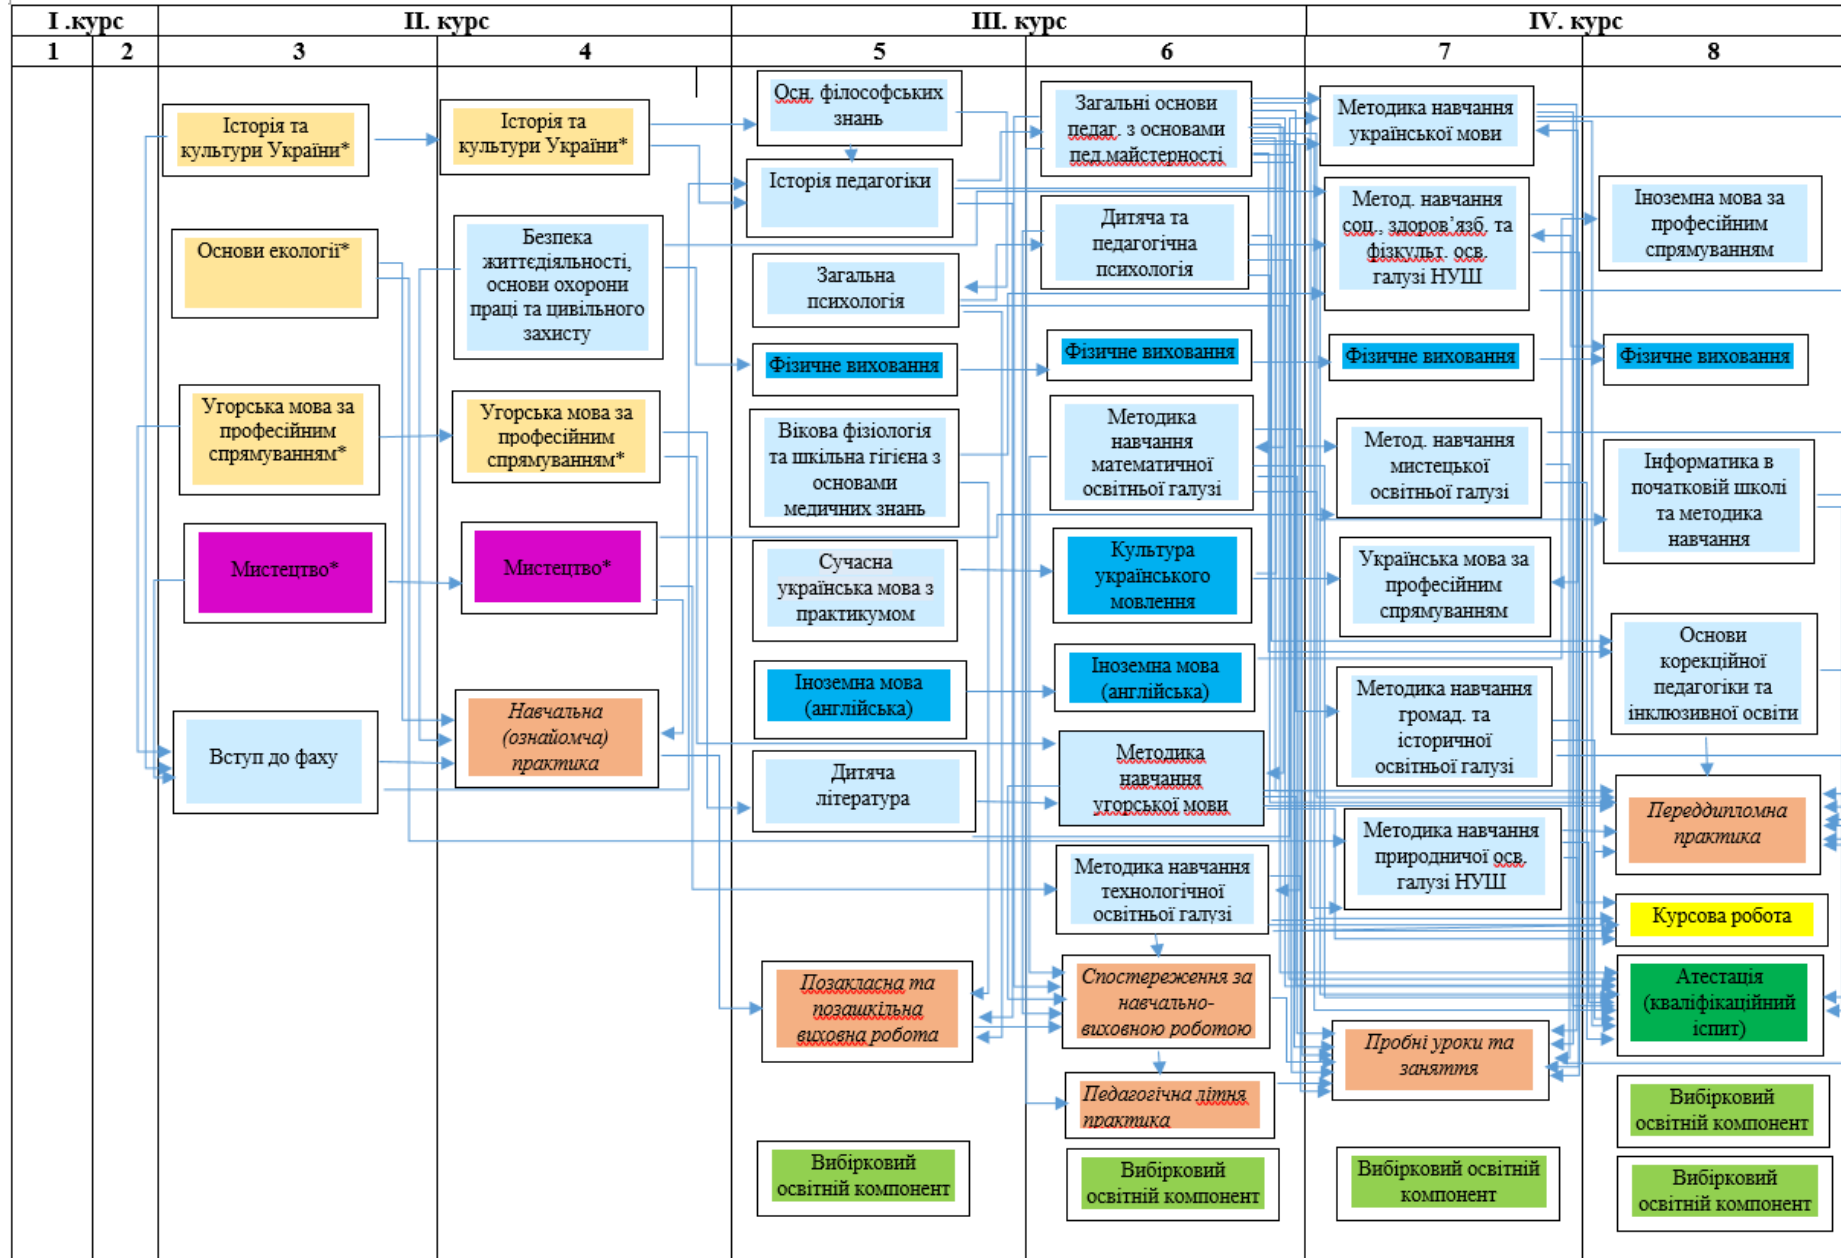 I .курс
II. курс
III. курс
IV. курс
1
2
3
4
5
6
7
8
Історія та
культури України*
Основи екології*
Угорська мова за
професійним
спрямуванням*
Мистецтво*
Вступ до фаху
Історія та
культури України*
Безпека
життєдіяльності,
основи охорони
праці та цивільного
захисту
Угорська мова за
професійним
спрямуванням*
Мистецтво*
Навчальна
(ознайомча)
практика
Осн. філософських
знань
Історія педагогіки
Загальна
психологія
Фізичне виховання
Вікова фізіологія
та шкільна гігієна з
основами
медичних знань
Сучасна
українська мова з
практикумом
Іноземна мова
(англійська)
Дитяча
література
Позакласна та
позашкільна
виховна робота
Вибірковий
освітній компонент
Загальні основи
педаг. з основами
пед.майстерності
Дитяча та
педагогічна
психологія
Фізичне виховання
Методика
навчання
математичної
освітньої галузі
Культура
українського
мовлення
Іноземна мова
(англійська)
Методика
навчання
угорської мови
Методика навчання
технологічної
освітньої галузі
Спостереження за
навчально-
виховною роботою
Педагогічна літня
практика
Вибірковий
освітній компонент
Методика навчання
української мови
Метод. навчання
соц., здоров’язб. та
фізкульт. осв.
галузі НУШ
Фізичне виховання
Метод. навчання
мистецької
освітньої галузі
Українська мова за
професійним
спрямуванням
Методика навчання
громад. та
історичної
освітньої галузі
Методика навчання
природничої осв.
галузі НУШ
Пробні уроки та
заняття
Вибірковий освітній
компонент
Іноземна мова за
професійним
спрямуванням
Фізичне виховання
Інформатика в
початковій школі
та методика
навчання
Основи
корекційної
педагогіки та
інклюзивної освіти
Переддипломна
практика
Курсова робота
Атестація
(кваліфікаційний
іспит)
Вибірковий
освітній компонент
Вибірковий
освітній компонент